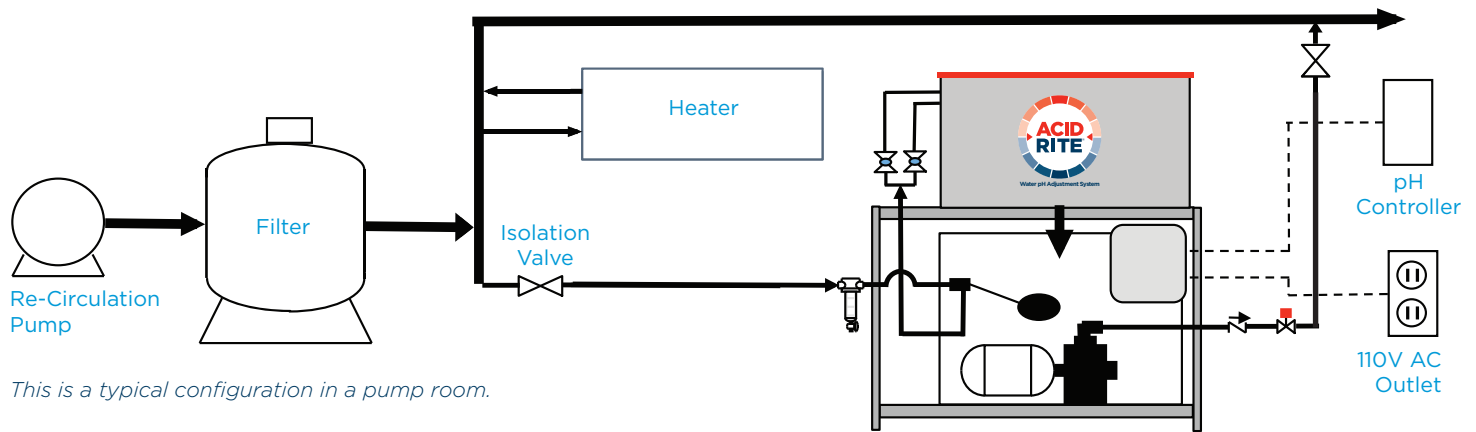 Heater
ACID
RITE
Water pH Adjustment System
pH
Controller
Filter
Isolation
Valve
Re-Circulation
Pump
110V AC
Outlet
This is a typical configuration in a pump room.